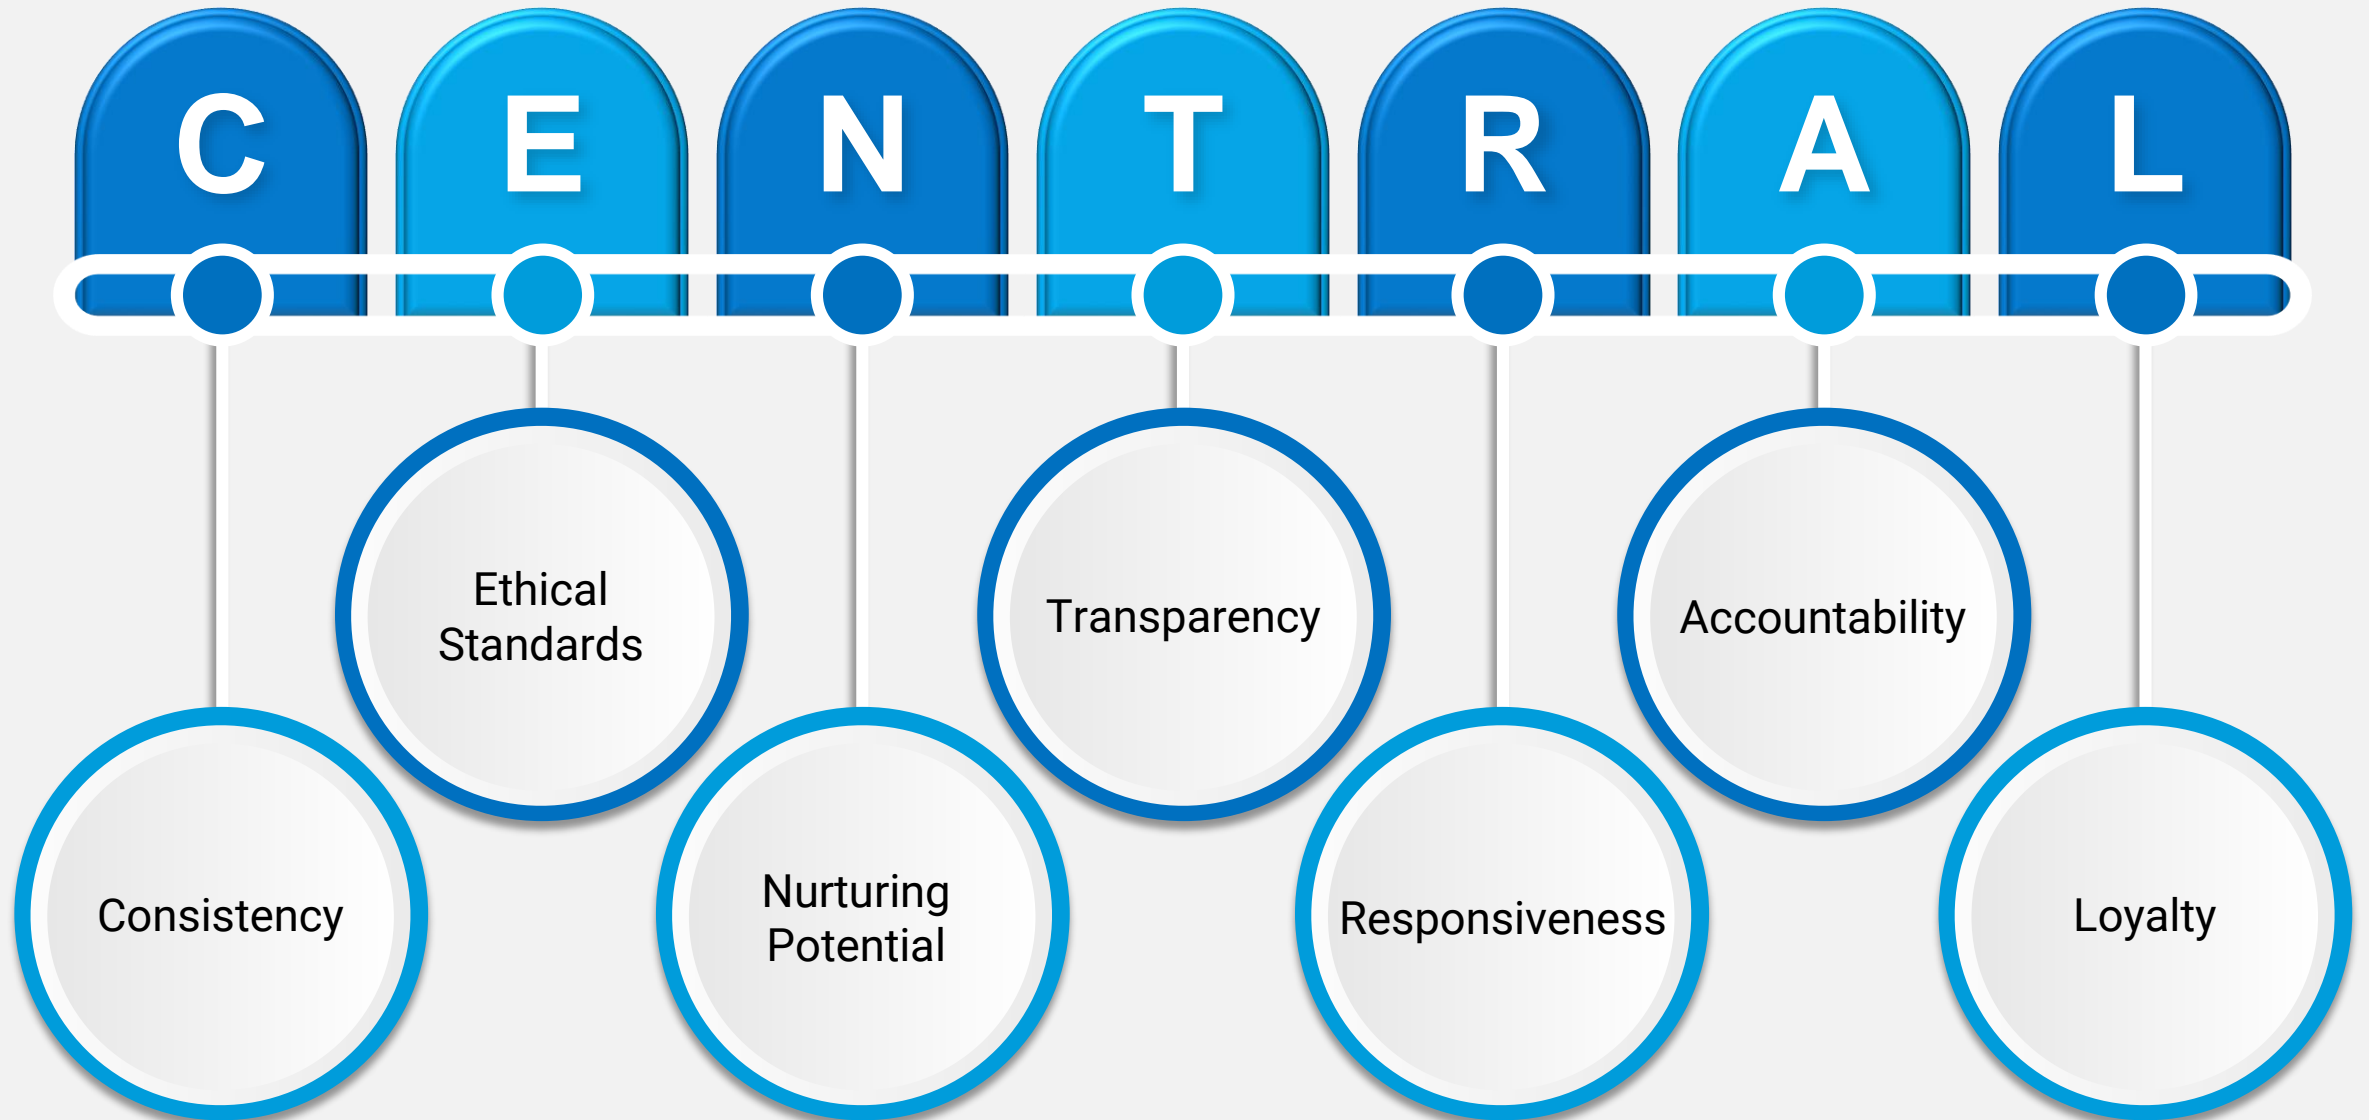 C E N T R A L
Ethical
Standards
Transparency
Accountability
Consistency
Nurturing
Potential
Responsiveness
Loyalty